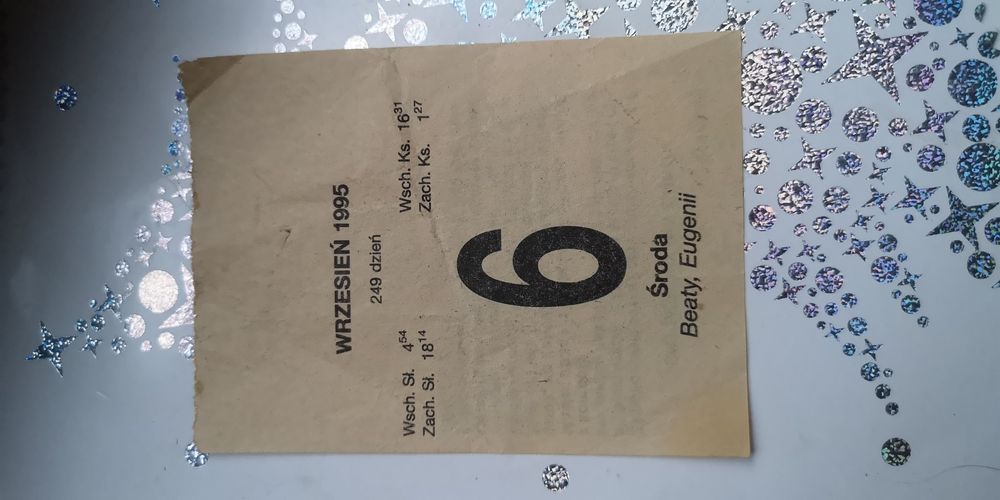 WRZESIEŃ 1995
249 dzień
Wsch. Sł. 4⁵⁴ Wsch. Ks. 16³¹
Zach. Sł. 18¹⁴ Zach. Ks. 1²⁷
6
Środa
Beaty, Eugenii